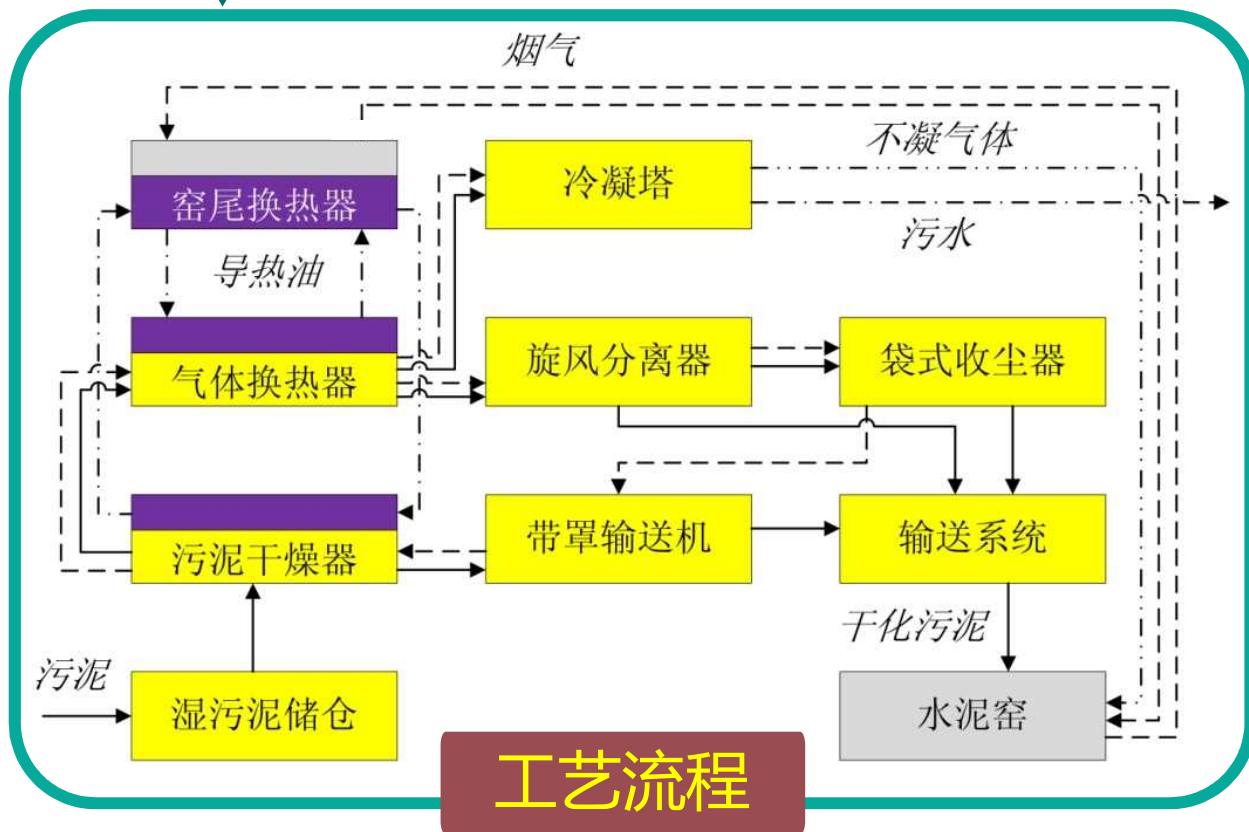 烟气
不凝气体
冷凝塔
窑尾换热器
污水
导热油
旋风分离器
袋式收尘器
气体换热器
带罩输送机
输送系统
污泥干燥器
干化污泥
污泥
湿污泥储仓
水泥窑
工艺流程